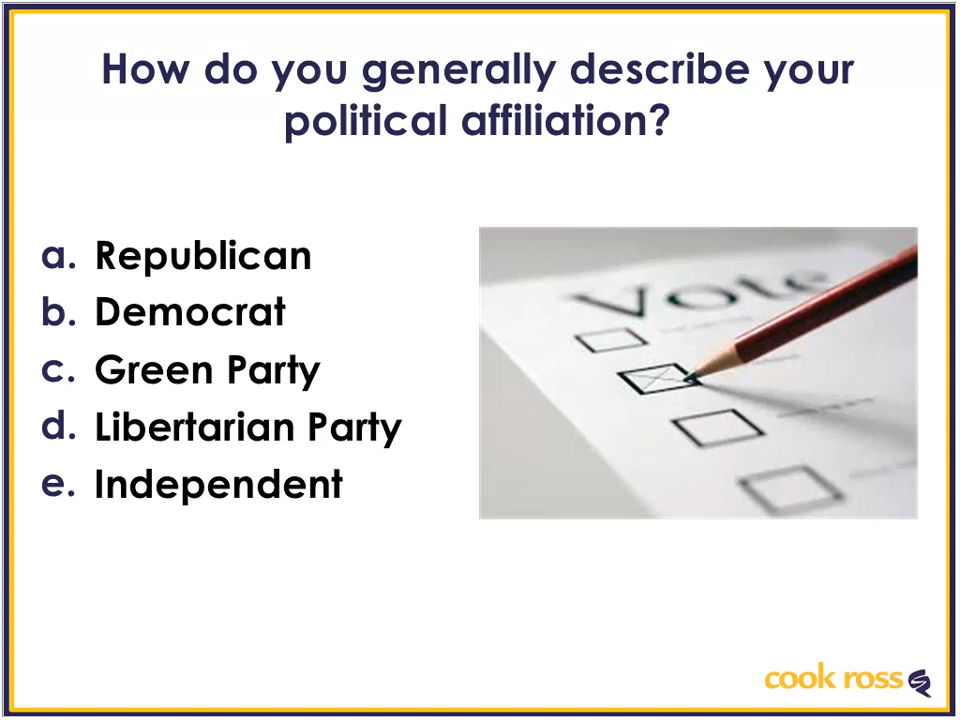 How do you generally describe your
political affiliation?
a. Republican
b. Democrat
c. Green Party
d. Libertarian Party
e. Independent
Vote
cook ross